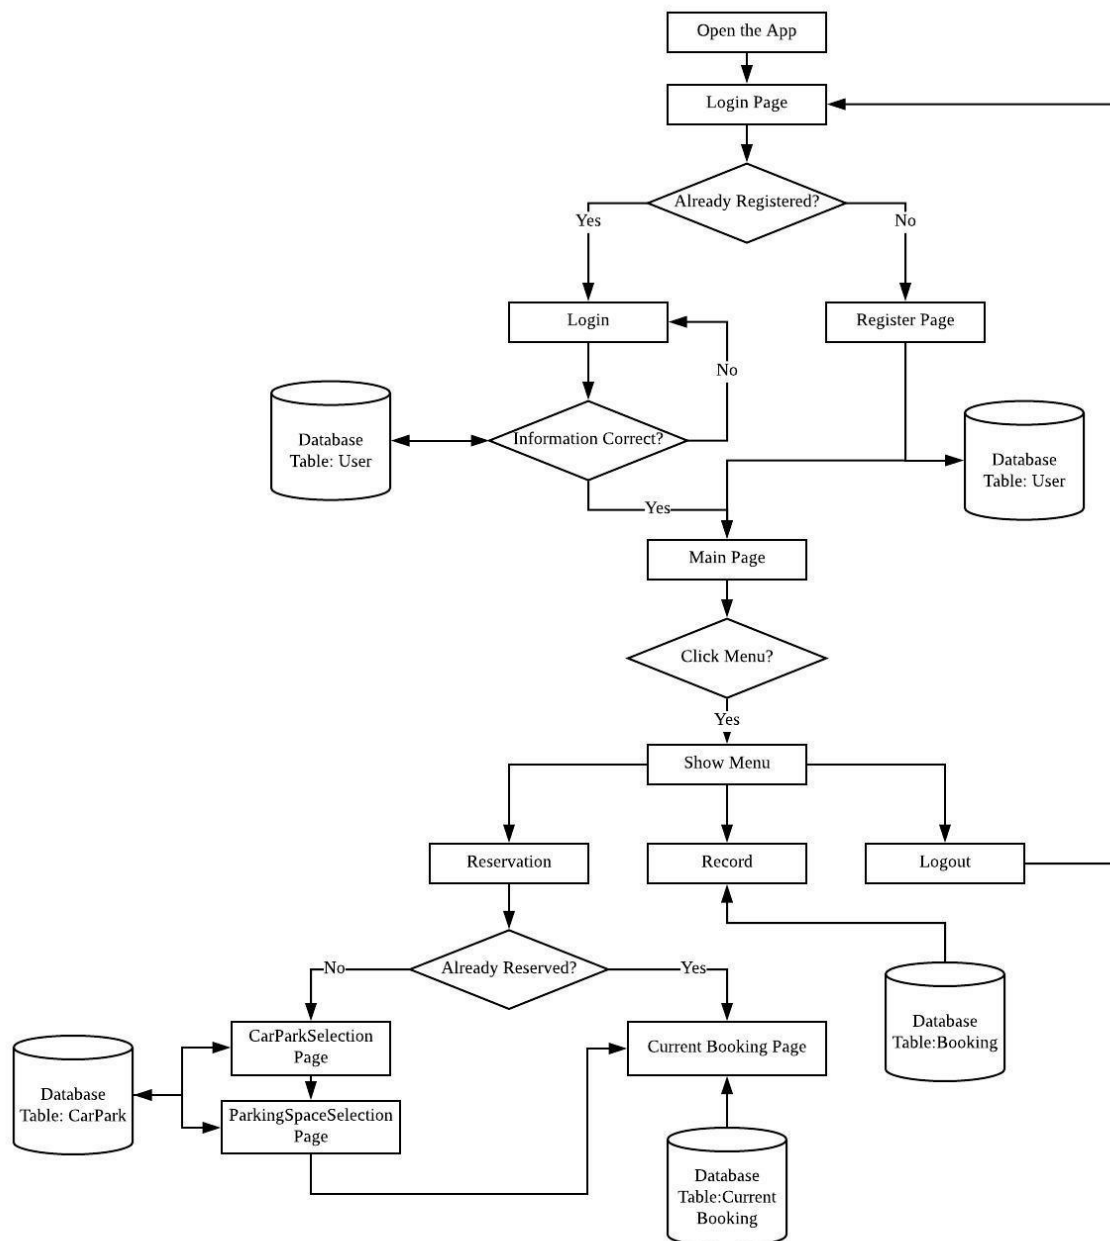 Open the App
Login Page
Already Registered?
Yes
No
Login
Register Page
No
Database
Table: User
Information Correct?
Database
Table: User
Yes
Main Page
Click Menu?
Yes
Show Menu
Reservation
Record
Logout
Already Reserved?
No
Yes
CarParkSelection
Page
Current Booking Page
Database
Table:Booking
Database
Table: CarPark
ParkingSpaceSelection
Page
Database
Table:Current
Booking